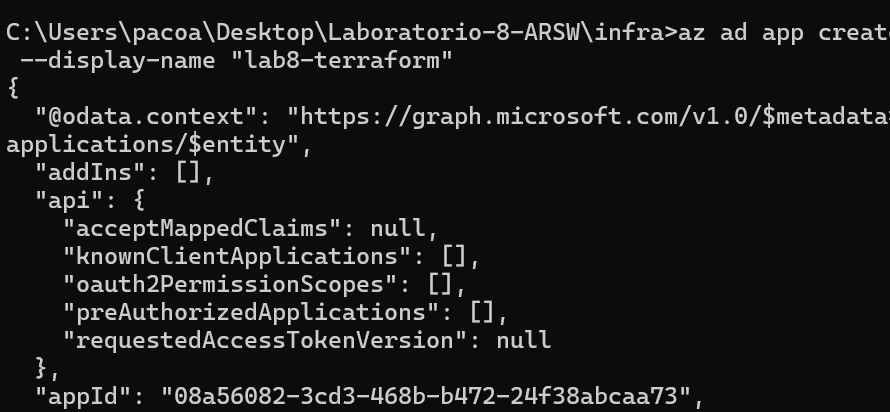 C:\Users\pacoa\Desktop\Laboratorio-8-ARSW\infra>az ad app create
--display-name "lab8-terraform"
{
"@odata.context": "https://graph.microsoft.com/v1.0/$metadata#
applications/$entity",
"addIns": [],
"api": {
"acceptMappedClaims": null,
"knownClientApplications": [],
"oauth2PermissionScopes": [],
"preAuthorizedApplications": [],
"requestedAccessTokenVersion": null
},
"appId": "08a56082-3cd3-468b-b472-24f38abcaa73",